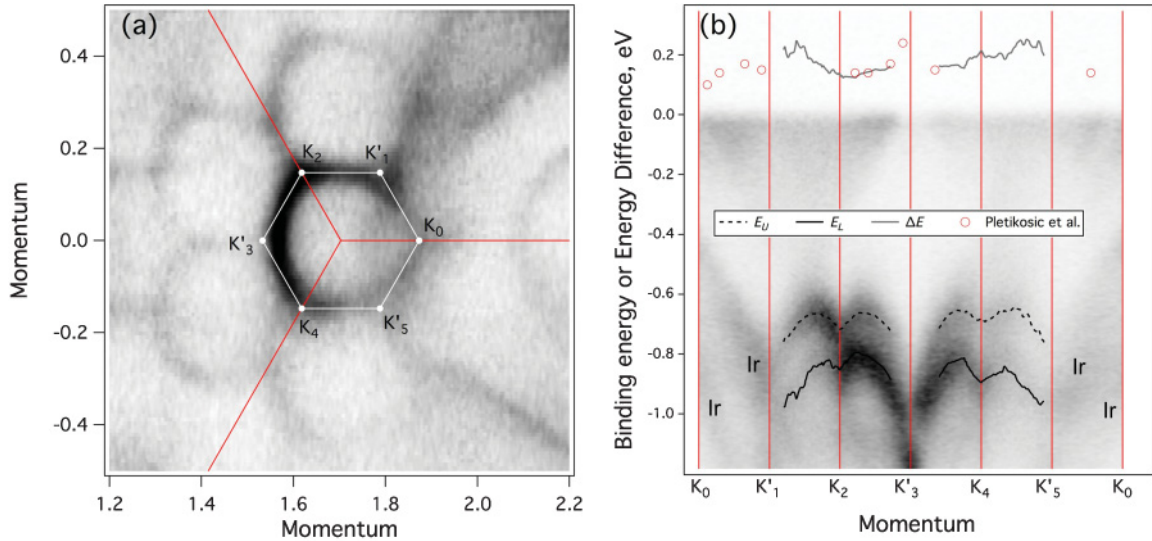 (a)
0.4
0.2
0.0
-0.2
-0.4
Momentum
K₂
K'₁
K'₃
K₀
K₄
K'₅
1.2
1.4
1.6
1.8
2.0
2.2
Momentum
(b)
Binding energy or Energy Difference, eV
0.2
0.0
-0.2
-0.4
-0.6
-0.8
-1.0
E_U E_L ΔE Pletikosic et al.
Ir
Ir
Ir
Ir
K₀ K'₁ K₂ K'₃ K₄ K'₅ K₀
Momentum